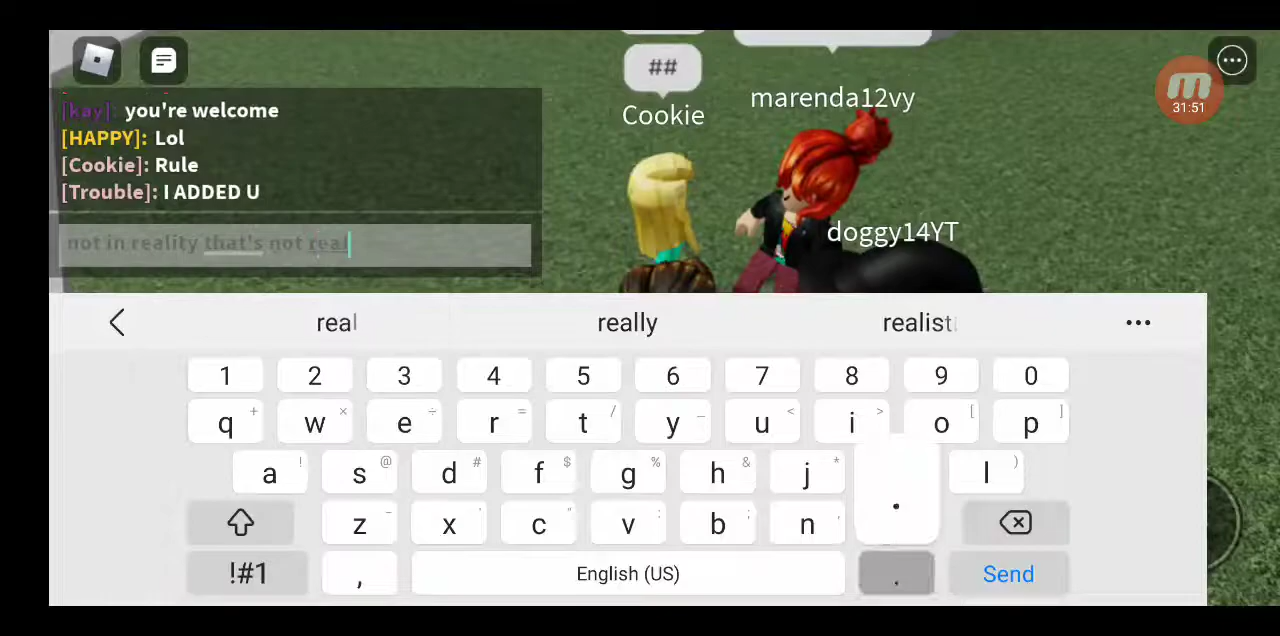 ##
Cookie
marenda12vy
31:51
[kay]: you're welcome
[HAPPY]: Lol
[Cookie]: Rule
[Trouble]: I ADDED U
not in reality that's not real
doggy14YT
real really realisti
1 2 3 4 5 6 7 8 9 0
q + w × e ÷ r = t / y _ u < i > o [ p ]
a ! s @ d # f $ g % h & j * . l )
z - x ' c " v : b ; n ,
!#1 , English (US) . Send